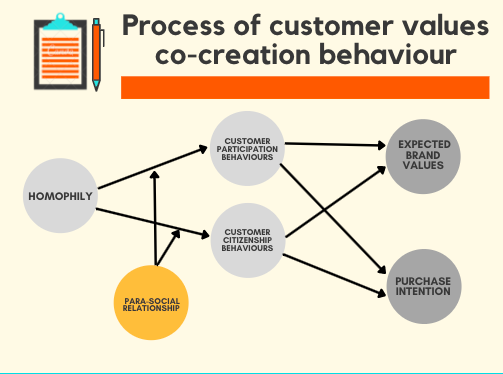 Process of customer values
co-creation behaviour
CUSTOMER
PARTICIPATION
BEHAVIOURS
EXPECTED
BRAND
VALUES
HOMOPHILY
CUSTOMER
CITIZENSHIP
BEHAVIOURS
PARA-SOCIAL
RELATIONSHIP
PURCHASE
INTENTION